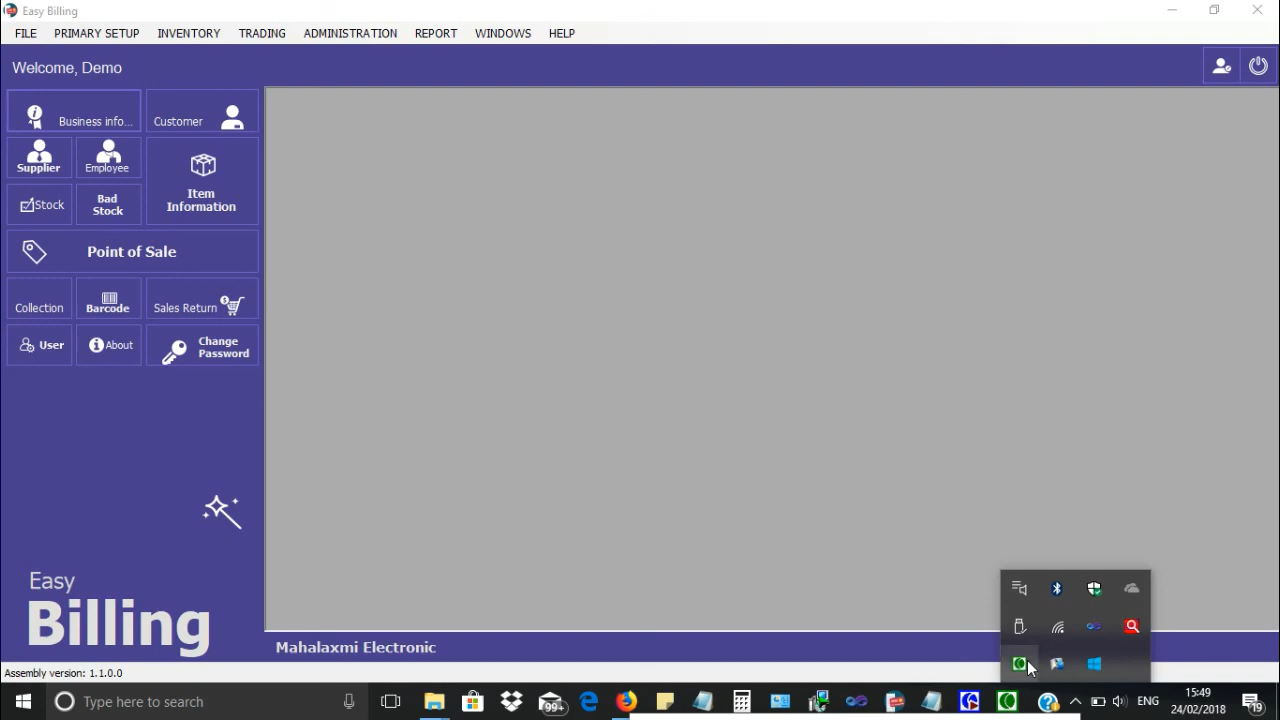 Easy Billing
FILE PRIMARY SETUP INVENTORY TRADING ADMINISTRATION REPORT WINDOWS HELP
Welcome, Demo
Business info...
Customer
Supplier
Employee
Item
Information
Stock
Bad
Stock
Point of Sale
Collection
Barcode
Sales Return
User
About
Change
Password
Easy
Billing
Mahalaxmi Electronic
Assembly version: 1.1.0.0
Type here to search
99+
ENG
15:49
24/02/2018
19